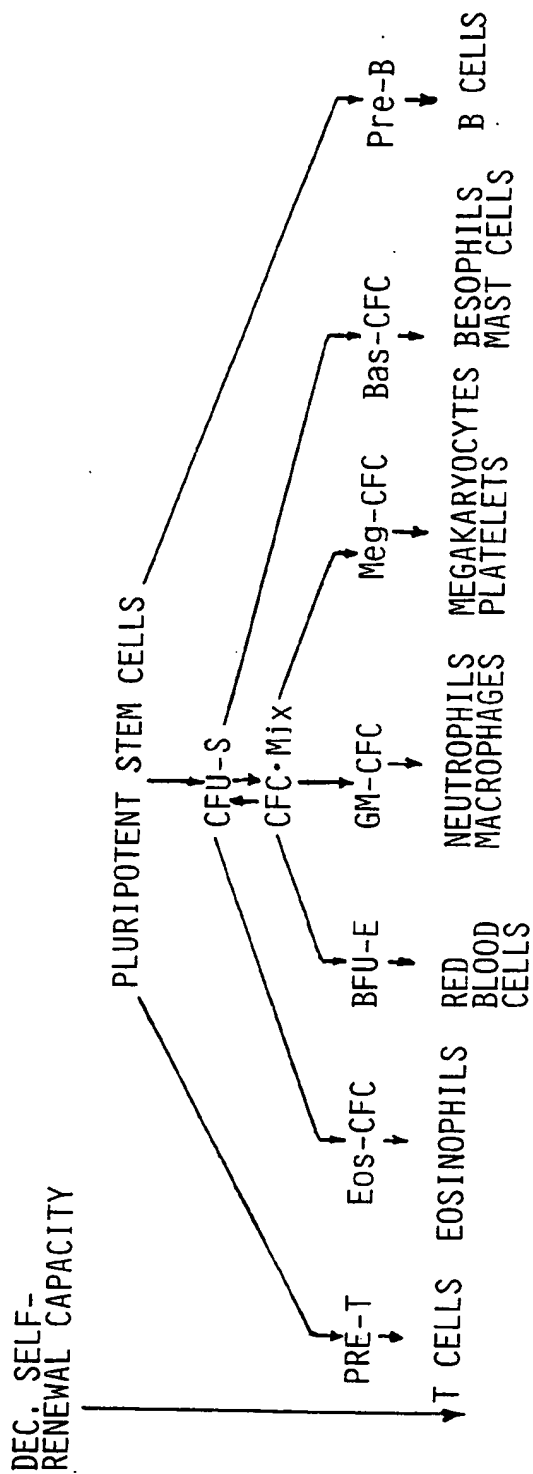 DEC. SELF-
RENEWAL CAPACITY
PLURIPOTENT STEM CELLS
CFU-S
CFC·Mix
PRE-T
Eos-CFC
BFU-E
GM-CFC
Meg-CFC
Bas-CFC
Pre-B
T CELLS
EOSINOPHILS
RED
BLOOD
CELLS
NEUTROPHILS
MACROPHAGES
MEGAKARYOCYTES
PLATELETS
BESOPHILS
MAST CELLS
B CELLS